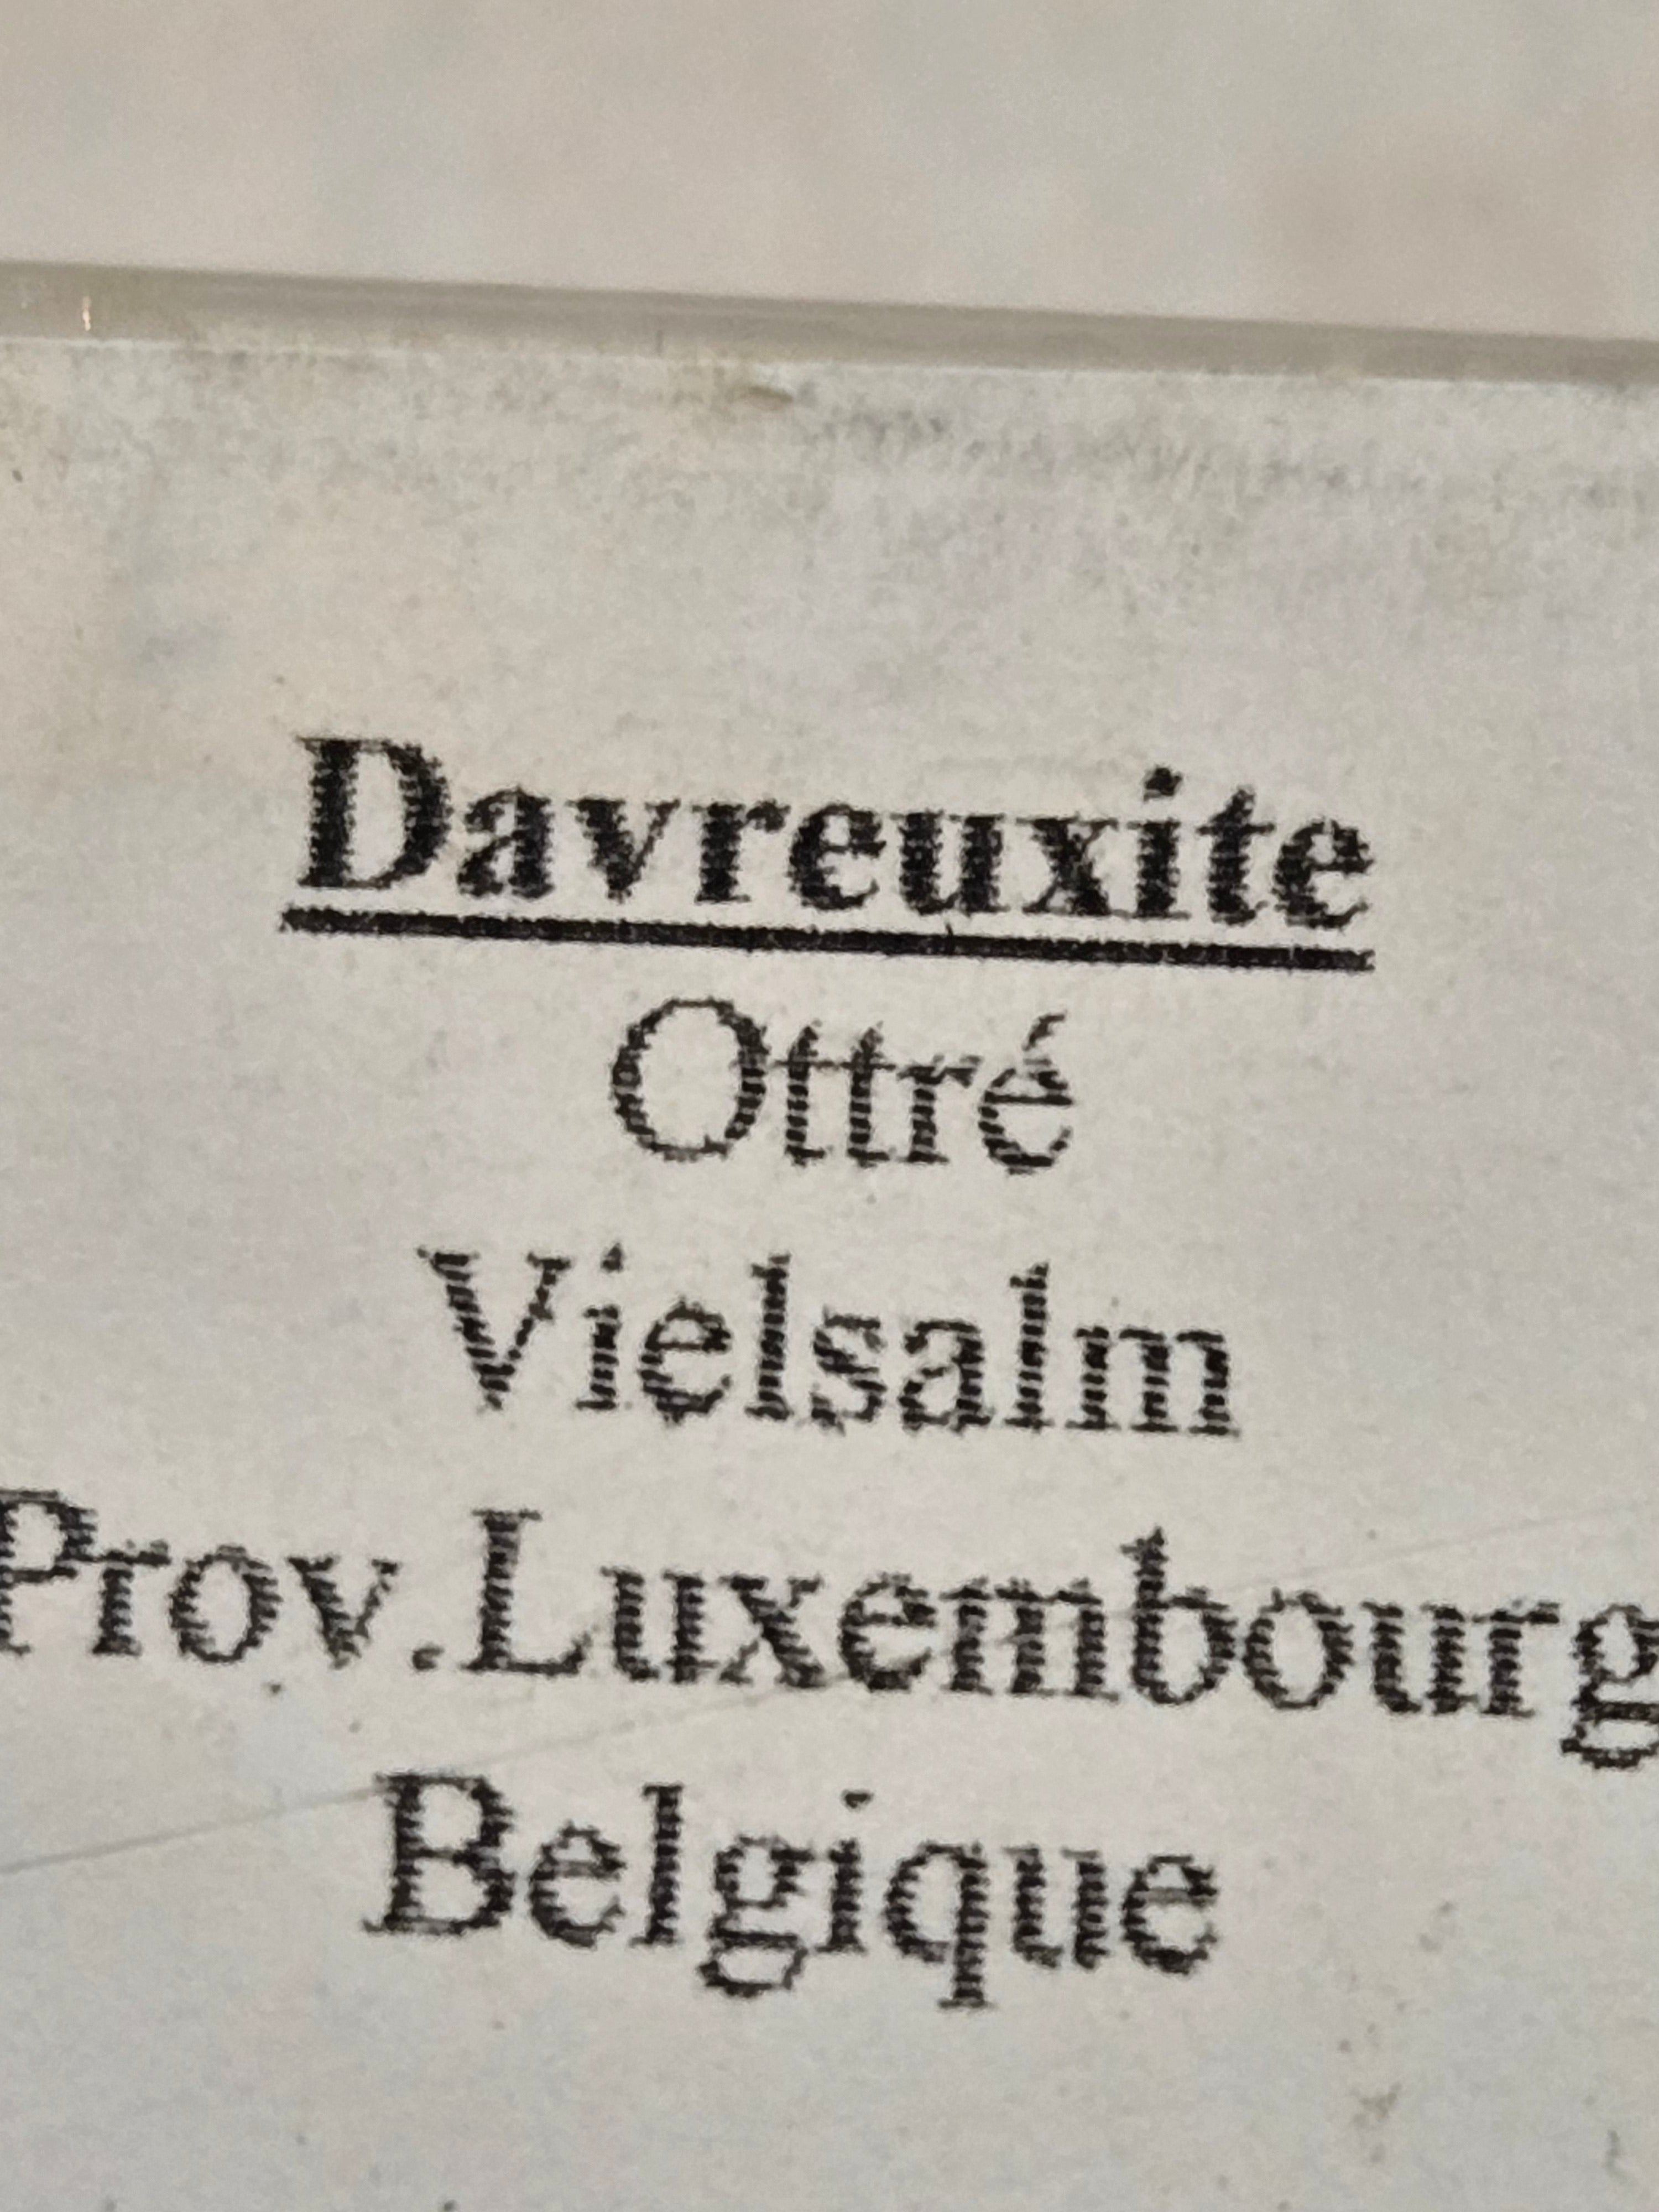 Davreuxite
Ottré
Vielsalm
Prov.Luxembourg
Belgique